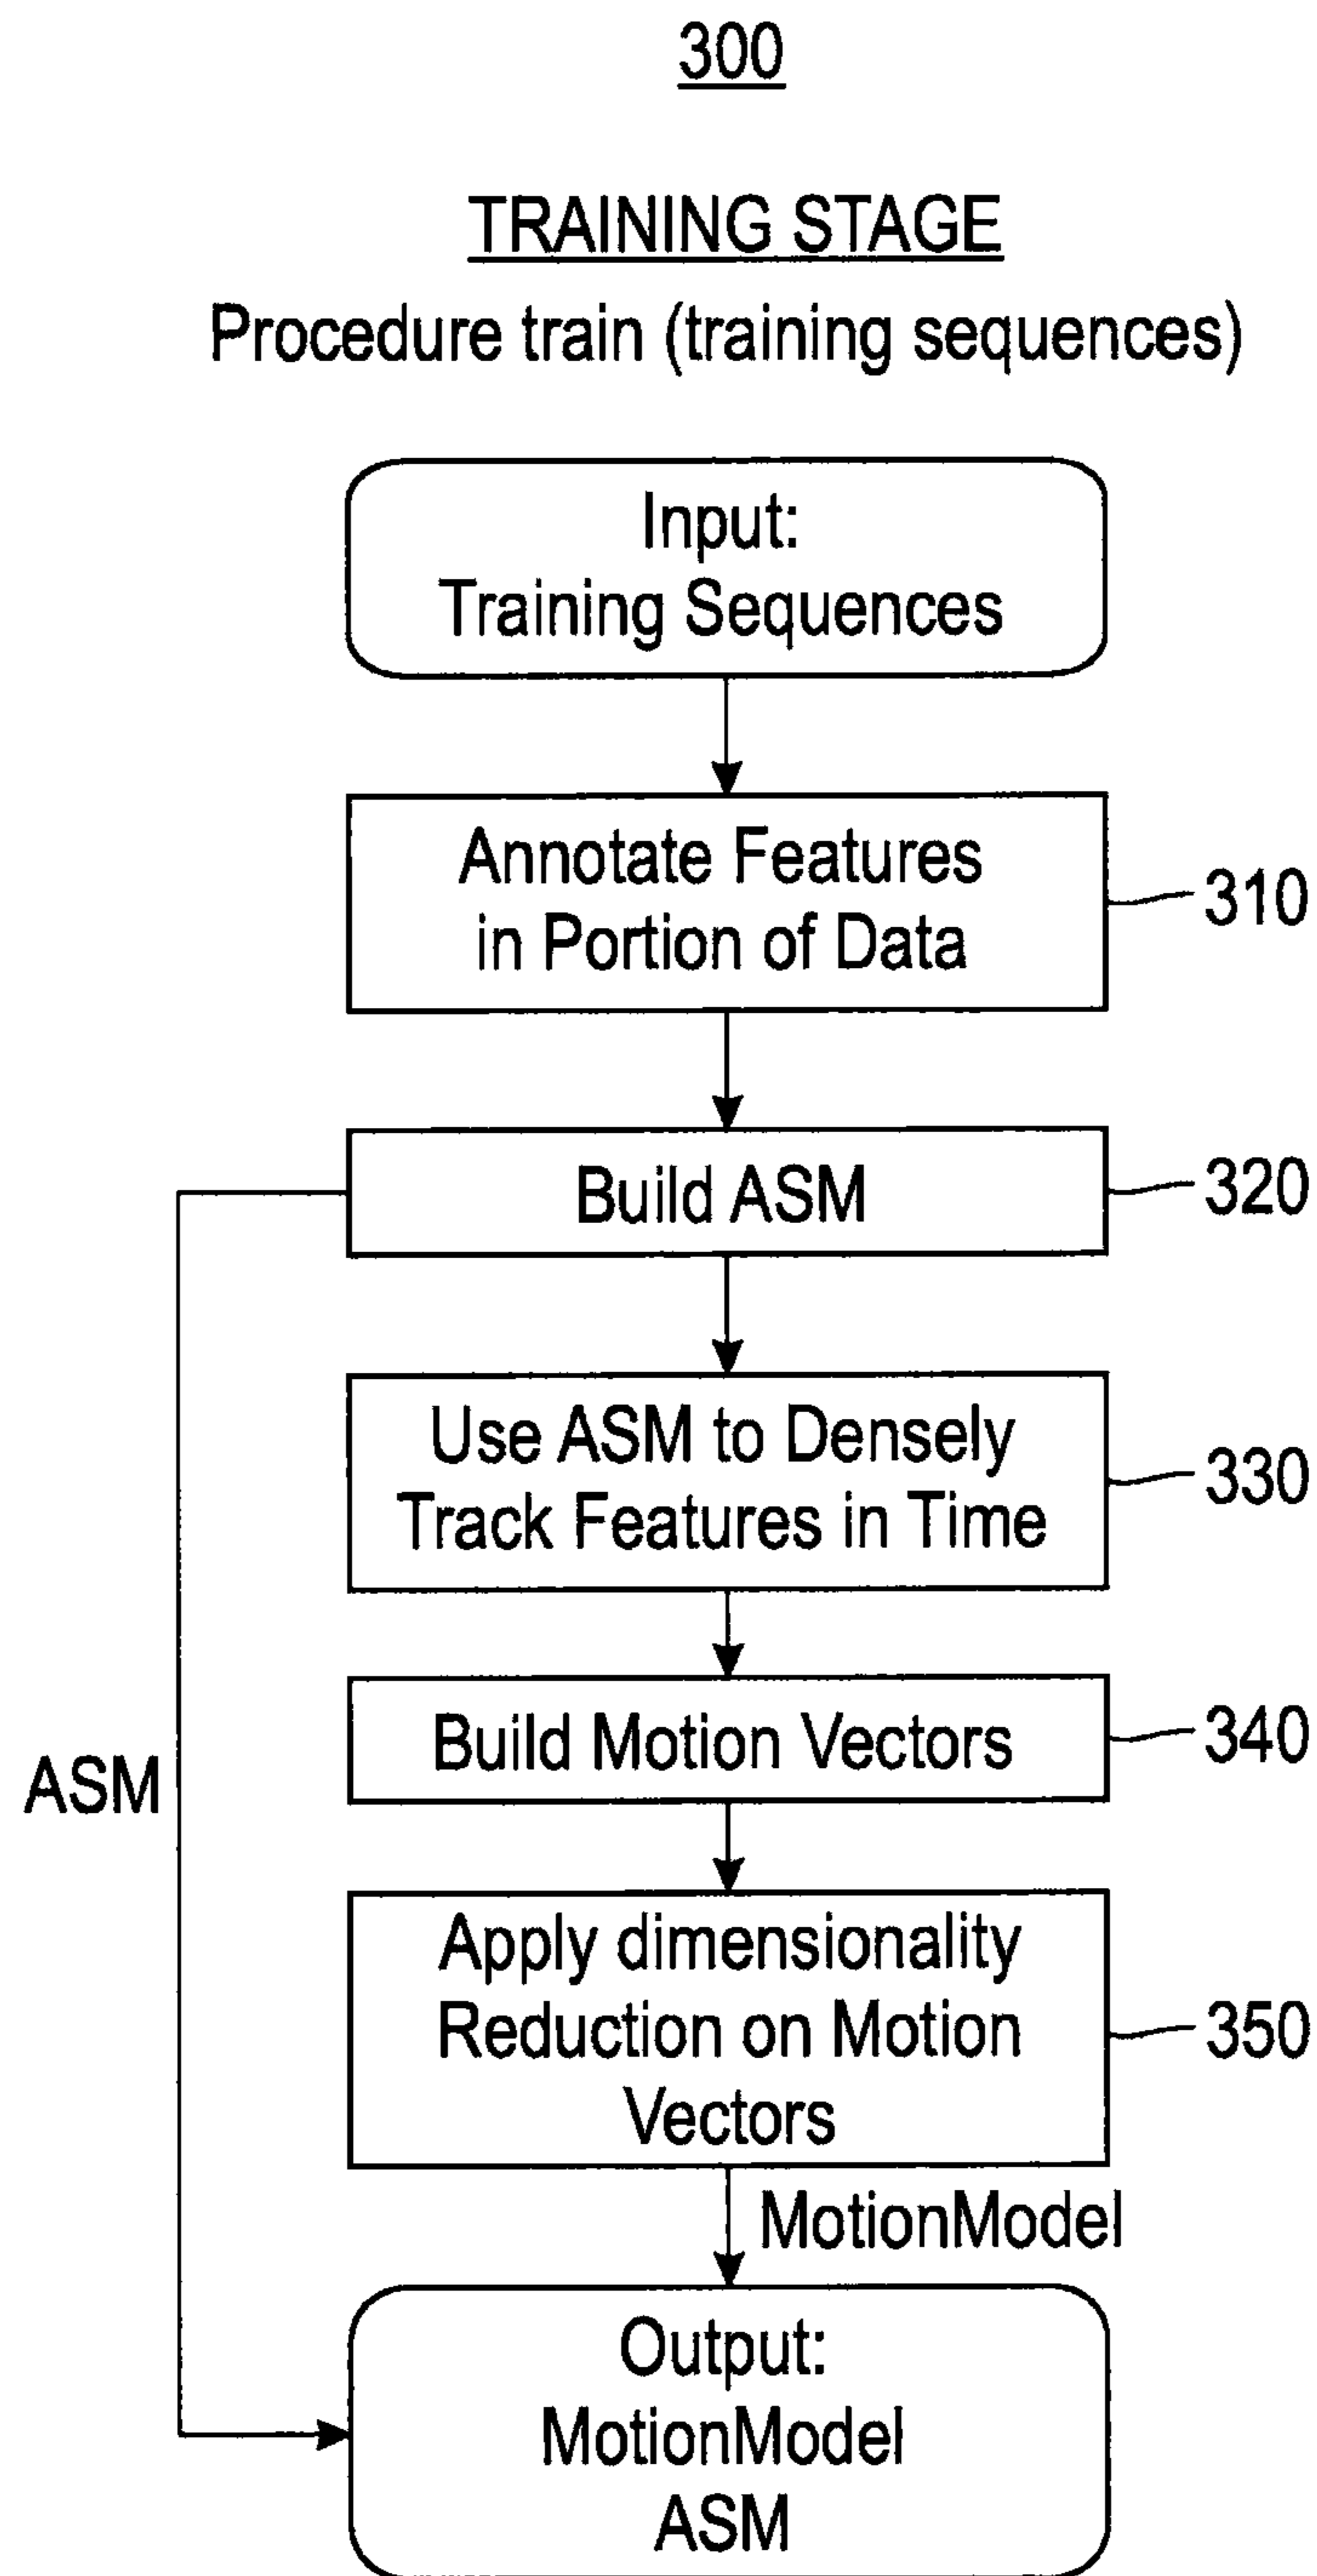 300
TRAINING STAGE
Procedure train (training sequences)
Input:
Training Sequences
Annotate Features
in Portion of Data
310
Build ASM
320
Use ASM to Densely
Track Features in Time
330
Build Motion Vectors
340
ASM
Apply dimensionality
Reduction on Motion
Vectors
350
MotionModel
Output:
MotionModel
ASM